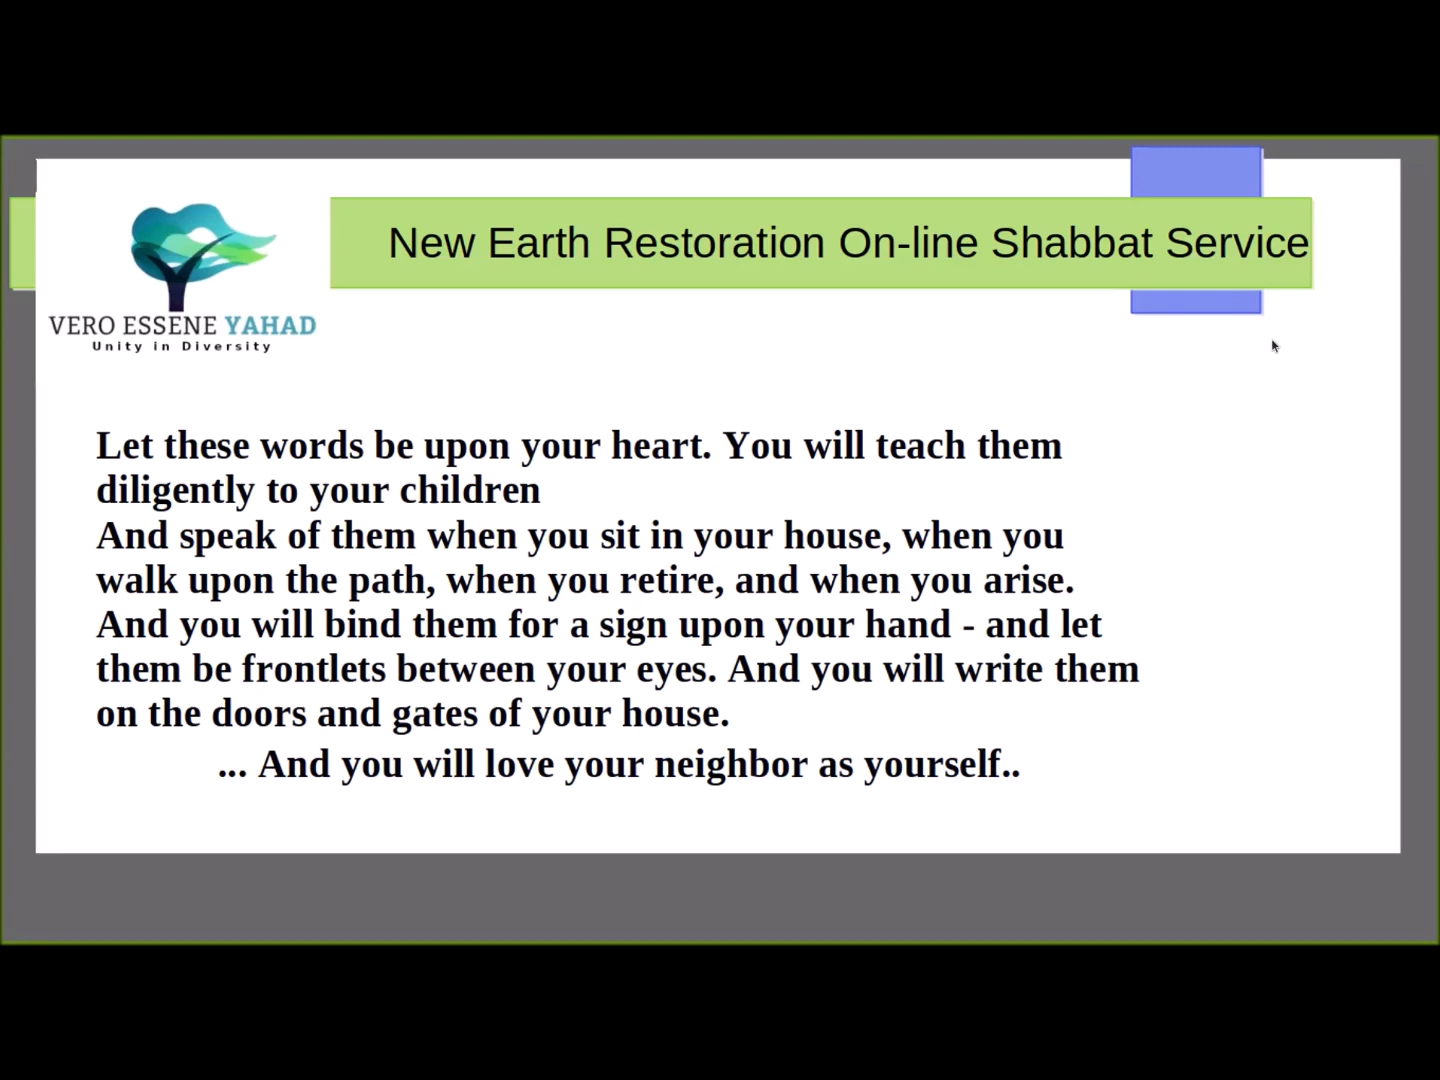 New Earth Restoration On-line Shabbat Service
VERO ESSENE YAHAD
Unity in Diversity
Let these words be upon your heart. You will teach them
diligently to your children
And speak of them when you sit in your house, when you
walk upon the path, when you retire, and when you arise.
And you will bind them for a sign upon your hand - and let
them be frontlets between your eyes. And you will write them
on the doors and gates of your house.
... And you will love your neighbor as yourself..